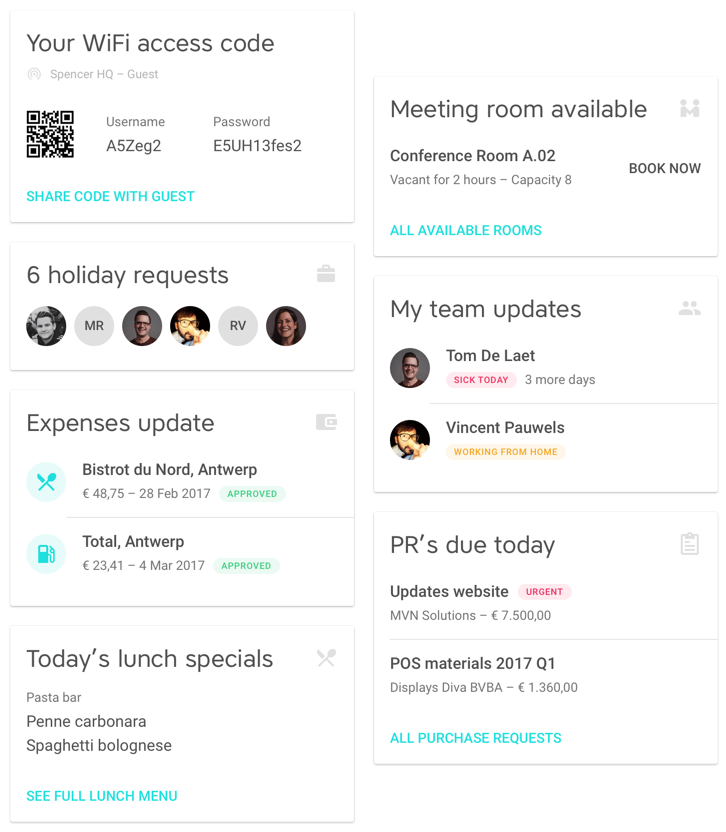 Your WiFi access code
Spencer HQ – Guest
Username
Password
A5Zeg2
E5UH13fes2
SHARE CODE WITH GUEST
6 holiday requests
MR
RV
Expenses update
Bistrot du Nord, Antwerp
€ 48,75 – 28 Feb 2017 APPROVED
Total, Antwerp
€ 23,41 – 4 Mar 2017 APPROVED
Today’s lunch specials
Pasta bar
Penne carbonara
Spaghetti bolognese
SEE FULL LUNCH MENU
Meeting room available
Conference Room A.02
Vacant for 2 hours – Capacity 8
BOOK NOW
ALL AVAILABLE ROOMS
My team updates
Tom De Laet
SICK TODAY 3 more days
Vincent Pauwels
WORKING FROM HOME
PR’s due today
Updates website URGENT
MVN Solutions – € 7.500,00
POS materials 2017 Q1
Displays Diva BVBA – € 1.360,00
ALL PURCHASE REQUESTS